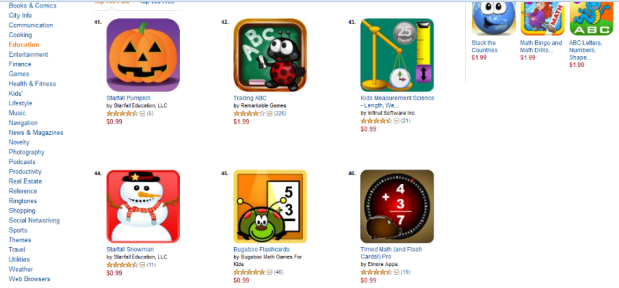 Books & Comics
City Info
Communication
Cooking
Education
Entertainment
Finance
Games
Health & Fitness
Kids'
Lifestyle
Music
Navigation
News & Magazines
Novelty
Photography
Podcasts
Productivity
Real Estate
Reference
Ringtones
Shopping
Social Networking
Sports
Themes
Travel
Utilities
Weather
Web Browsers
41.
Starfall Pumpkin
by Starfall Education, LLC
(5)
$0.99
42.
ABC
Tracing ABC
by Remarkable Games
(225)
$1.99
43.
25
Kids Measurement Science
- Length, We...
by Infinut Software Inc.
(21)
$0.99
44.
Starfall Snowman
by Starfall Education, LLC
(11)
$0.99
45.
5
3
Bugaboo Flashcards
by Bugaboo Math Games For
Kids
(46)
$0.99
46.
4
+ 3
7
Timed Math (and Flash
Cards!) Pro
by Elmore Apps
(19)
$0.99
Stack the
Countries
$1.99
Math Bingo and
Math Drills...
$1.99
ABC
ABC Letters,
Numbers,
Shape...
$1.99